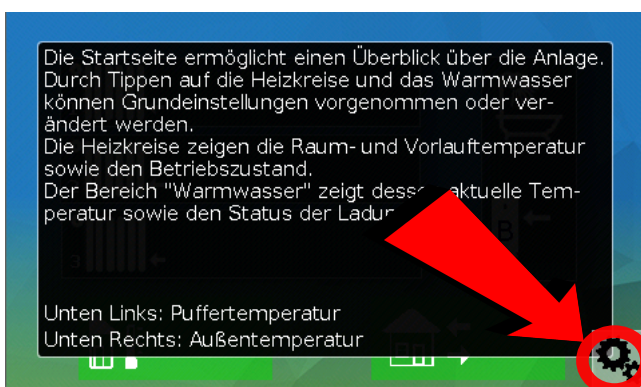 Die Startseite ermöglicht einen Überblick über die Anlage.
Durch Tippen auf die Heizkreise und das Warmwasser
können Grundeinstellungen vorgenommen oder ver-
ändert werden.
Die Heizkreise zeigen die Raum- und Vorlauftemperatur
sowie den Betriebszustand.
Der Bereich "Warmwasser" zeigt aktuelle Tem-
peratur sowie den Status der
B
3
Unten Links: Puffertemperatur
Unten Rechts: Außentemperatur